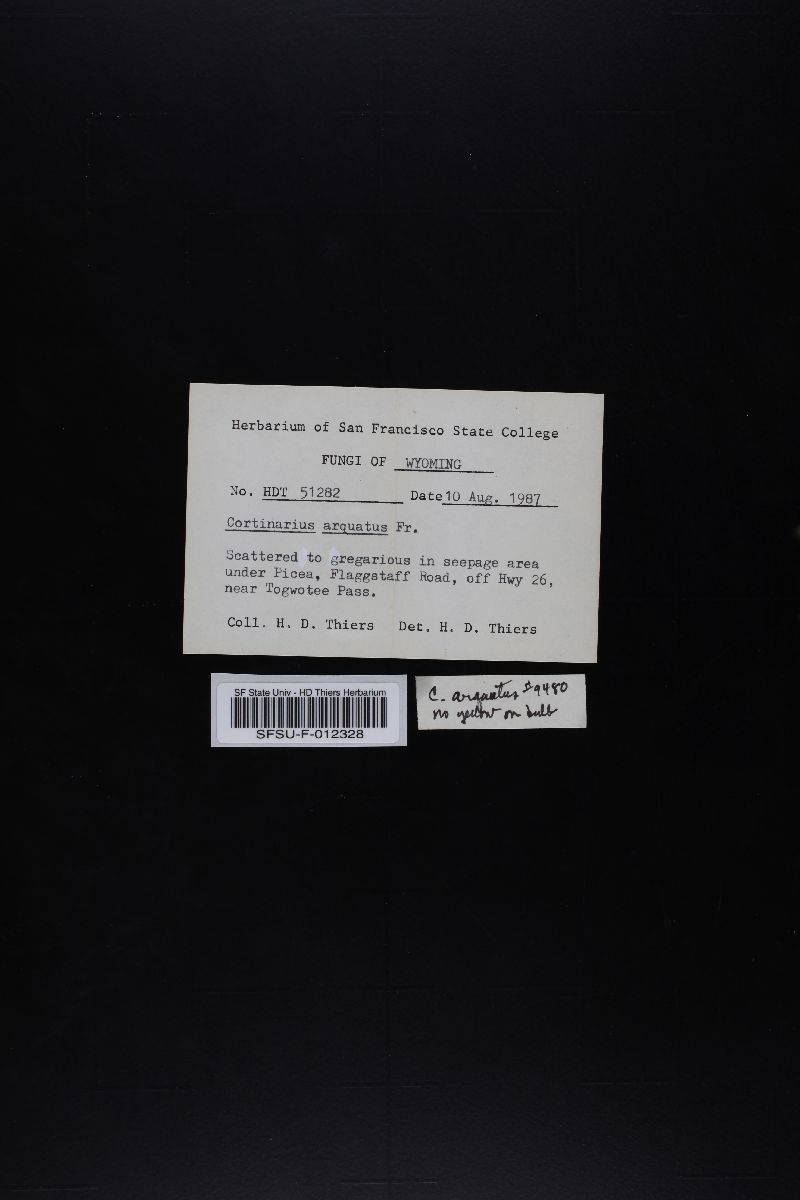 Herbarium of San Francisco State College
FUNGI OF WYOMING
No. HDT 51282 Date 10 Aug. 1987
Cortinarius arquatus Fr.
Scattered to gregarious in seepage area
under Picea, Flaggstaff Road, off Hwy 26,
near Togwotee Pass.
Coll. H. D. Thiers Det. H. D. Thiers
SF State Univ - HD Thiers Herbarium
SFSU-F-012328
C. arquatus #9480
no yellow on bulb